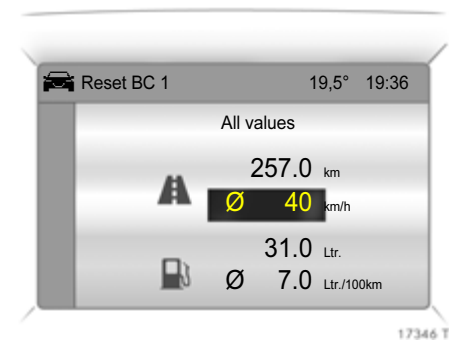 Reset BC 1 19,5° 19:36
All values
257.0 km
Ø 40 km/h
31.0 Ltr.
Ø 7.0 Ltr./100km
17346 T